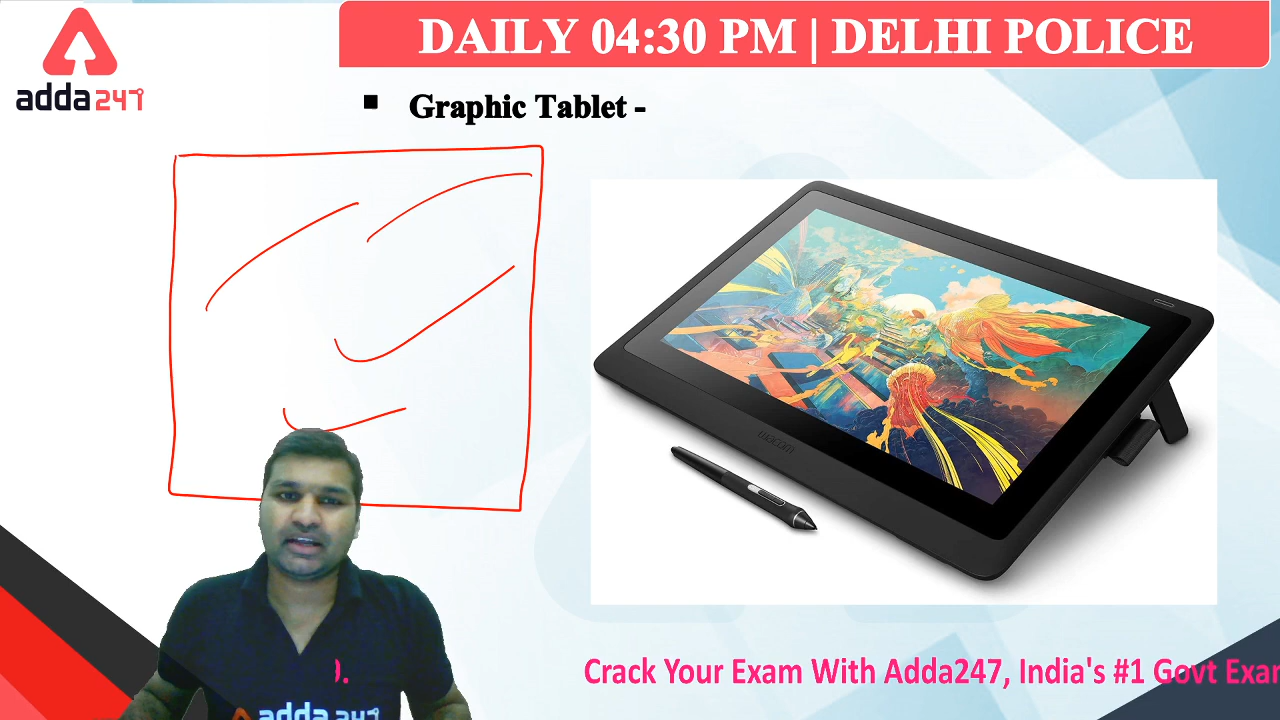 DAILY 04:30 PM | DELHI POLICE
adda247
▪ Graphic Tablet -
wacom
).
Crack Your Exam With Adda247, India's #1 Govt Exam
adda247